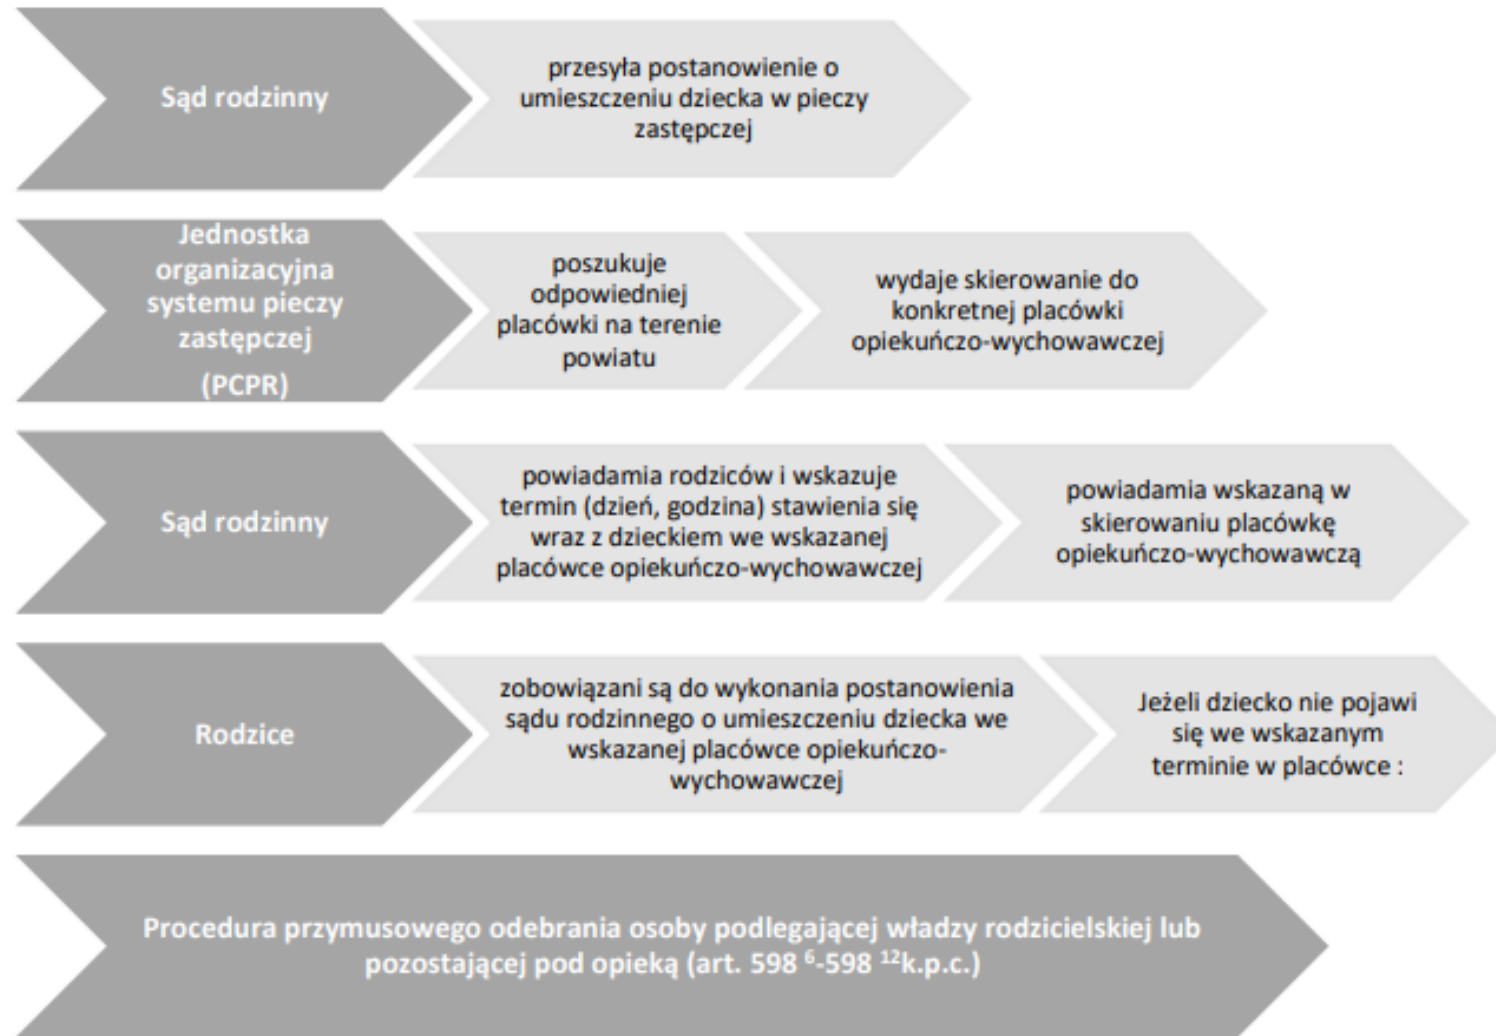 Sąd rodzinny
przesyła postanowienie o
umieszczeniu dziecka w pieczy
zastępczej
Jednostka
organizacyjna
systemu pieczy
zastępczej
(PCPR)
poszukuje
odpowiedniej
placówki na terenie
powiatu
wydaje skierowanie do
konkretnej placówki
opiekuńczo-wychowawczej
Sąd rodzinny
powiadamia rodziców i wskazuje
termin (dzień, godzina) stawienia się
wraz z dzieckiem we wskazanej
placówce opiekuńczo-wychowawczej
powiadamia wskazaną w
skierowaniu placówkę
opiekuńczo-wychowawczą
Rodzice
zobowiązani są do wykonania postanowienia
sądu rodzinnego o umieszczeniu dziecka we
wskazanej placówce opiekuńczo-
wychowawczej
Jeżeli dziecko nie pojawi
się we wskazanym
terminie w placówce :
Procedura przymusowego odebrania osoby podlegającej władzy rodzicielskiej lub
pozostającej pod opieką (art. 598 ⁶-598 ¹²k.p.c.)